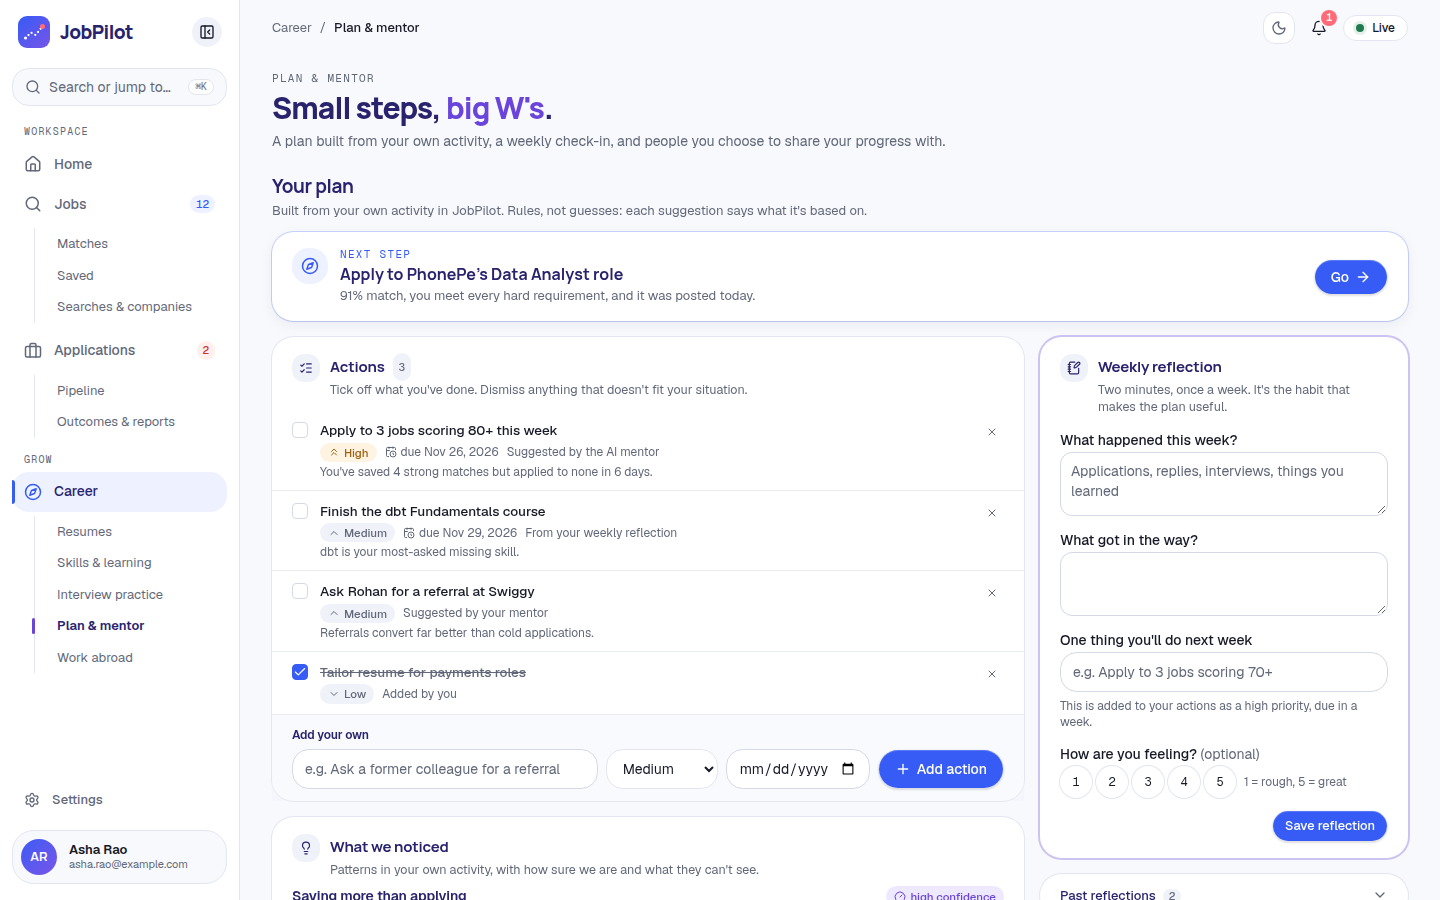 JobPilot
Search or jump to...
⌘K
WORKSPACE
Home
Jobs
12
Matches
Saved
Searches & companies
Applications
2
Pipeline
Outcomes & reports
GROW
Career
Resumes
Skills & learning
Interview practice
Plan & mentor
Work abroad
Settings
AR
Asha Rao
asha.rao@example.com
Career / Plan & mentor
1
Live
PLAN & MENTOR
Small steps, big W's.
A plan built from your own activity, a weekly check-in, and people you choose to share your progress with.
Your plan
Built from your own activity in JobPilot. Rules, not guesses: each suggestion says what it's based on.
NEXT STEP
Apply to PhonePe's Data Analyst role
91% match, you meet every hard requirement, and it was posted today.
Go
Actions 3
Tick off what you've done. Dismiss anything that doesn't fit your situation.
Apply to 3 jobs scoring 80+ this week
High due Nov 26, 2026 Suggested by the AI mentor
You've saved 4 strong matches but applied to none in 6 days.
Finish the dbt Fundamentals course
Medium due Nov 29, 2026 From your weekly reflection
dbt is your most-asked missing skill.
Ask Rohan for a referral at Swiggy
Medium Suggested by your mentor
Referrals convert far better than cold applications.
Tailor resume for payments roles
Low Added by you
Add your own
e.g. Ask a former colleague for a referral
Medium
mm/dd/yyyy
Add action
What we noticed
Patterns in your own activity, with how sure we are and what they can't see.
Saving more than applying
high confidence
Weekly reflection
Two minutes, once a week. It's the habit that
makes the plan useful.
What happened this week?
Applications, replies, interviews, things you
learned
What got in the way?
One thing you'll do next week
e.g. Apply to 3 jobs scoring 70+
This is added to your actions as a high priority, due in a
week.
How are you feeling? (optional)
1 2 3 4 5 1 = rough, 5 = great
Save reflection
Past reflections 2